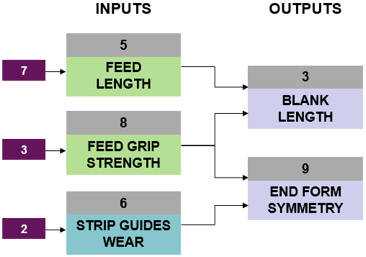 INPUTS
OUTPUTS
5
7
FEED
LENGTH
3
BLANK
LENGTH
8
3
FEED GRIP
STRENGTH
9
END FORM
SYMMETRY
6
2
STRIP GUIDES
WEAR